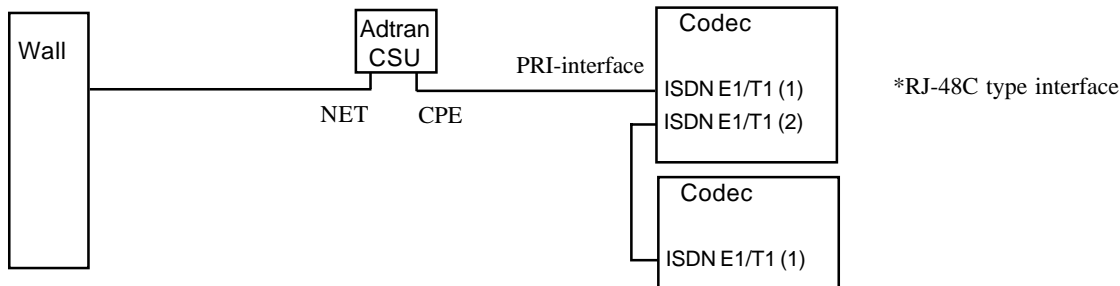 Wall
Adtran
CSU
NET
CPE
PRI-interface
Codec
ISDN E1/T1 (1)
ISDN E1/T1 (2)
*RJ-48C type interface
Codec
ISDN E1/T1 (1)